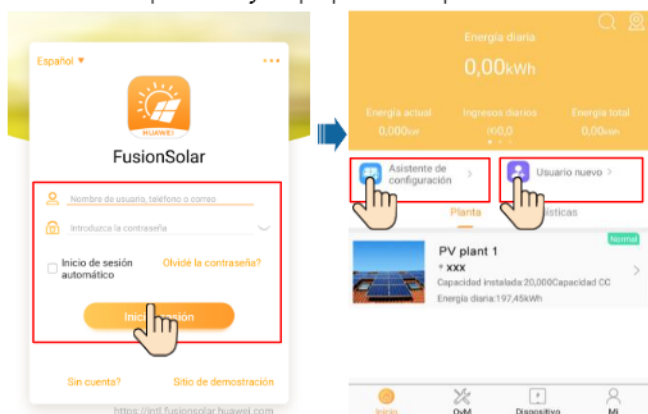 Español ▼
HUAWEI
FusionSolar
Nombre de usuario, teléfono o correo
Introduzca la contraseña
Inicio de sesión
automático
Olvidé la contraseña?
Sin cuenta?
Sitio de demostración
https://intl.fusionsolar.huawei.com
Energía diaria
0,00kWh
Energía actual
Ingresos diarios
Energía total
0,000kW
0,00kWh
Asistente de
configuración
Usuario nuevo >
Planta
Normal
PV plant 1
XXX
Capacidad instalada:20,000Capacidad CC
Energía diaria:197,45kWh
Inicio
OyM
Dispositivo
Mi